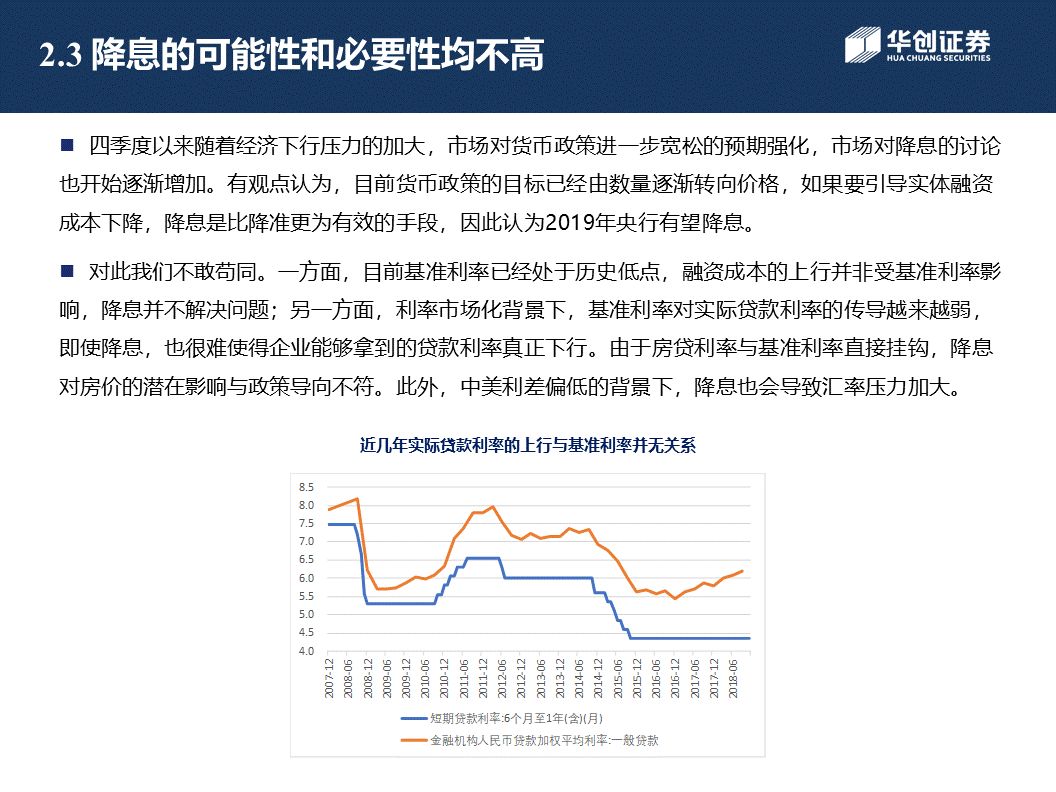 2.3 降息的可能性和必要性均不高
华创证券
HUA CHUANG SECURITIES
■ 四季度以来随着经济下行压力的加大，市场对货币政策进一步宽松的预期强化，市场对降息的讨论
也开始逐渐增加。有观点认为，目前货币政策的目标已经由数量逐渐转向价格，如果要引导实体融资
成本下降，降息是比降准更为有效的手段，因此认为2019年央行有望降息。
■ 对此我们不敢苟同。一方面，目前基准利率已经处于历史低点，融资成本的上行并非受基准利率影
响，降息并不解决问题；另一方面，利率市场化背景下，基准利率对实际贷款利率的传导越来越弱，
即使降息，也很难使得企业能够拿到的贷款利率真正下行。由于房贷利率与基准利率直接挂钩，降息
对房价的潜在影响与政策导向不符。此外，中美利差偏低的背景下，降息也会导致汇率压力加大。
近几年实际贷款利率的上行与基准利率并无关系
8.5
8.0
7.5
7.0
6.5
6.0
5.5
5.0
4.5
4.0
2007-12
2008-06
2008-12
2009-06
2009-12
2010-06
2010-12
2011-06
2011-12
2012-06
2012-12
2013-06
2013-12
2014-06
2014-12
2015-06
2015-12
2016-06
2016-12
2017-06
2017-12
2018-06
短期贷款利率:6个月至1年(含)(月)
金融机构人民币贷款加权平均利率:一般贷款